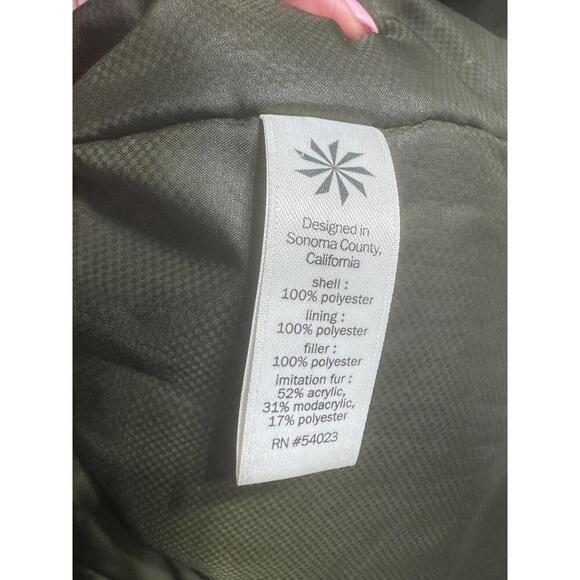 Designed in
Sonoma County,
California
shell :
100% polyester
lining :
100% polyester
filler :
100% polyester
imitation fur :
52% acrylic,
31% modacrylic,
17% polyester
RN #54023